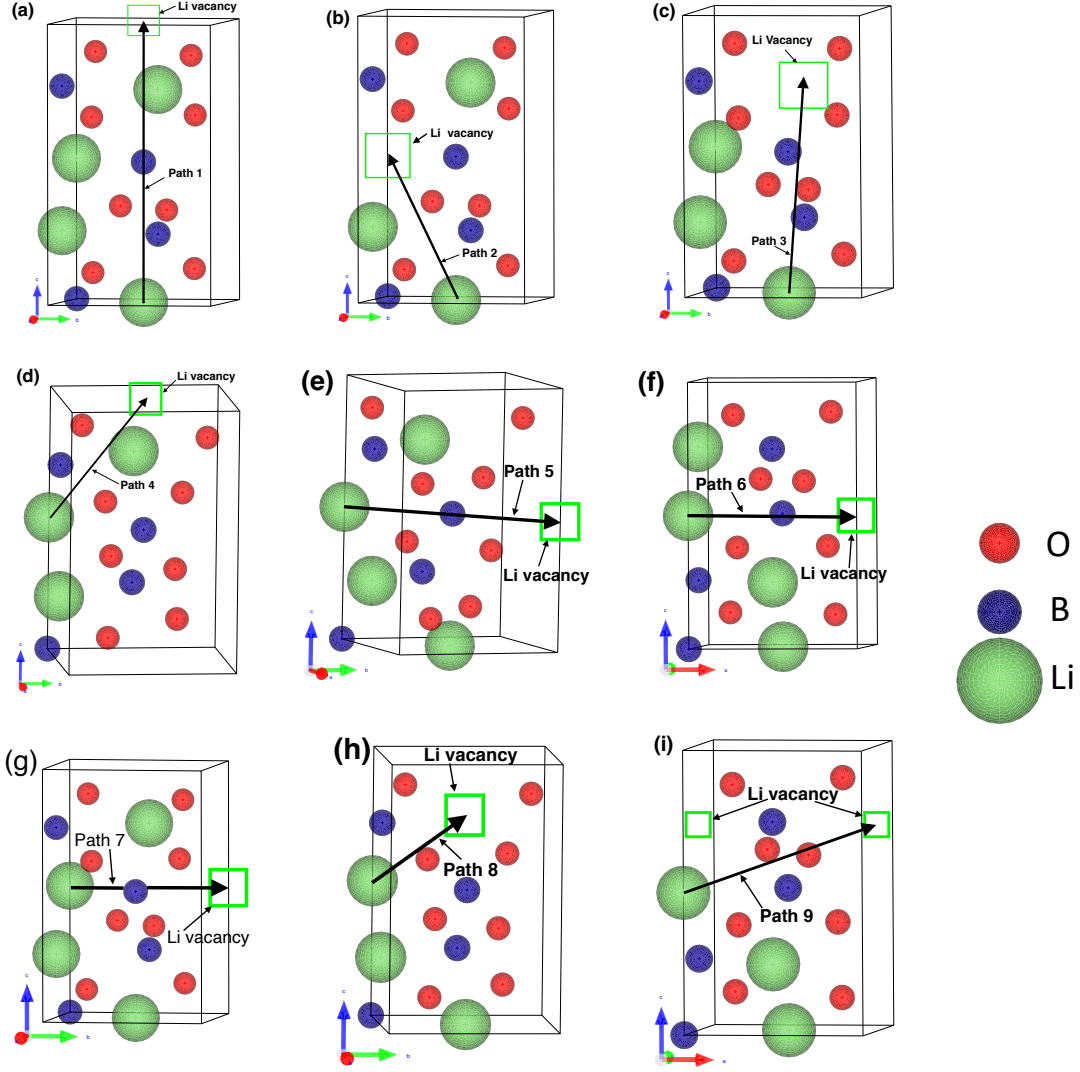 (a)
Li vacancy
Path 1
c
b
(b)
Li vacancy
Path 2
c
b
(c)
Li Vacancy
Path 3
c
b
(d)
Li vacancy
Path 4
c
a
b
(e)
Path 5
Li vacancy
c
a
b
(f)
Path 6
Li vacancy
c
a
O
B
Li
(g)
Path 7
Li vacancy
c
b
(h)
Li vacancy
Path 8
c
b
(i)
Li vacancy
Path 9
c
a